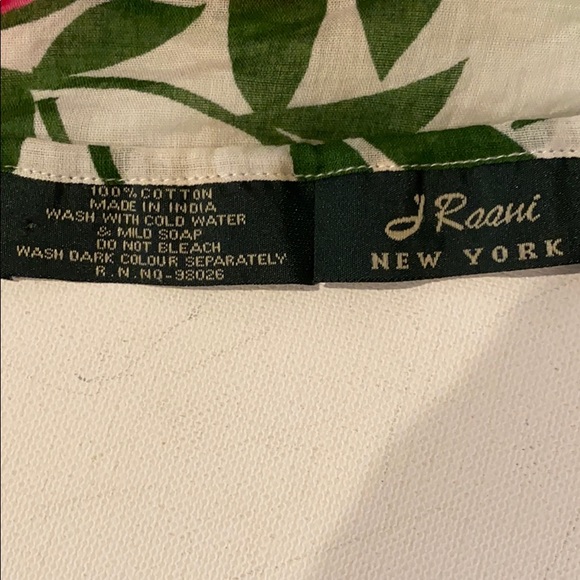 100% COTTON
MADE IN INDIA
WASH WITH COLD WATER
& MILD SOAP
DO NOT BLEACH
WASH DARK COLOUR SEPARATELY
R.N.NO-98026
J Raani
NEW YORK